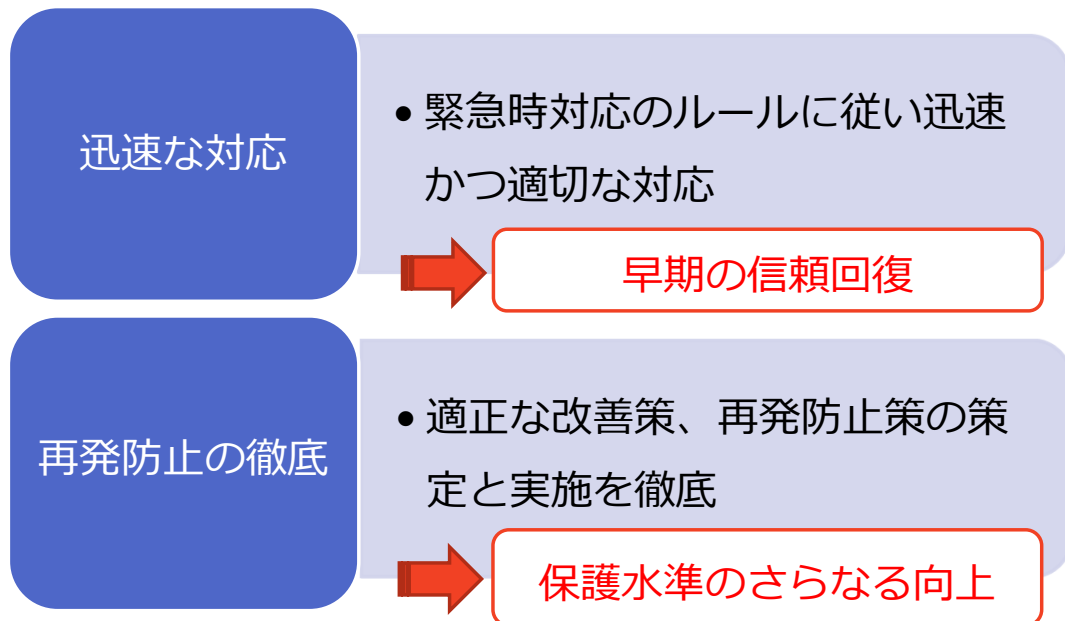 迅速な対応
• 緊急時対応のルールに従い迅速
かつ適切な対応
早期の信頼回復
再発防止の徹底
• 適正な改善策、再発防止策の策
定と実施を徹底
保護水準のさらなる向上